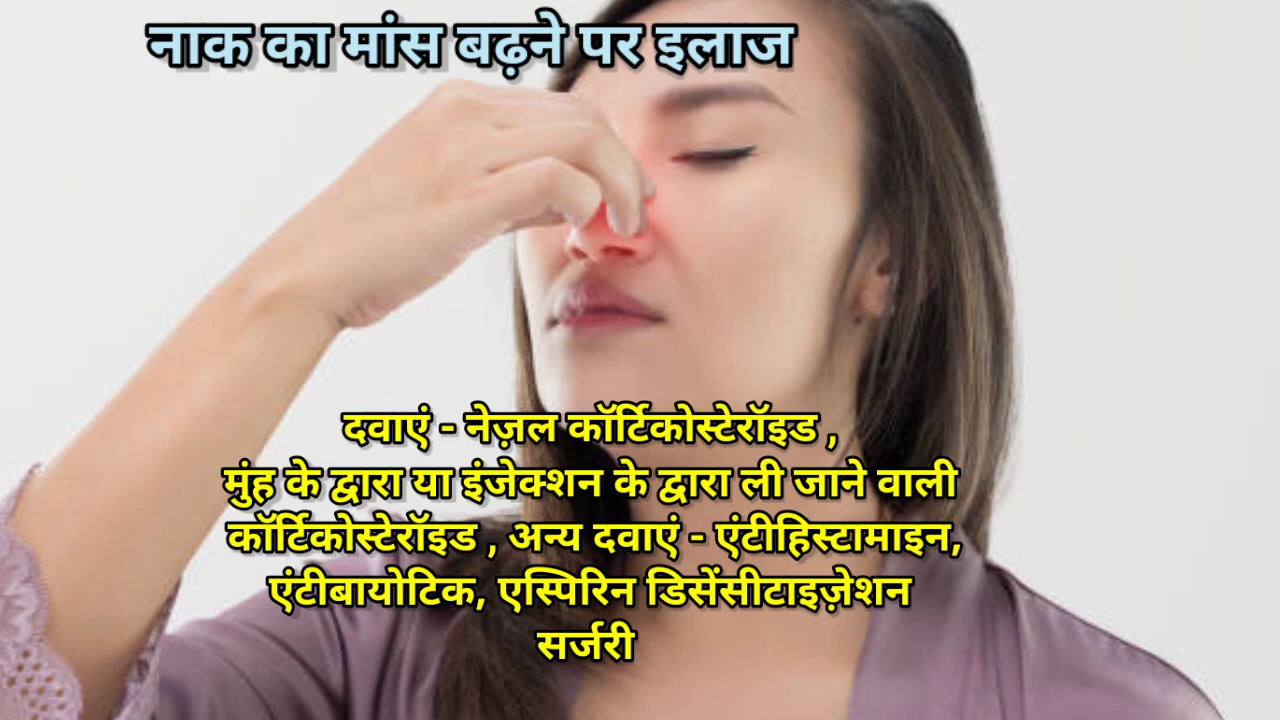 नाक का मांस बढ़ने पर इलाज
दवाएं - नेज़ल कॉर्टिकोस्टेरॉइड ,
मुंह के द्वारा या इंजेक्शन के द्वारा ली जाने वाली
कॉर्टिकोस्टेरॉइड , अन्य दवाएं - एंटीहिस्टामाइन,
एंटीबायोटिक, एस्पिरिन डिसेंसीटाइज़ेशन
सर्जरी